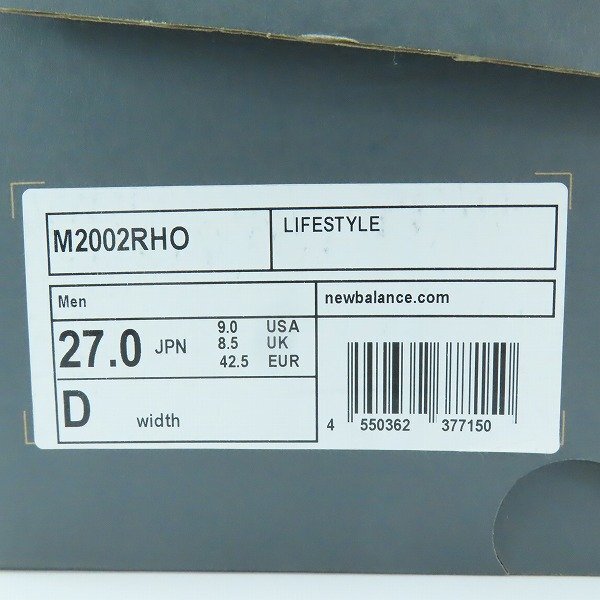 M2002RHO
LIFESTYLE
Men
newbalance.com
27.0 JPN
9.0 USA
8.5 UK
42.5 EUR
D width
4 550362 377150